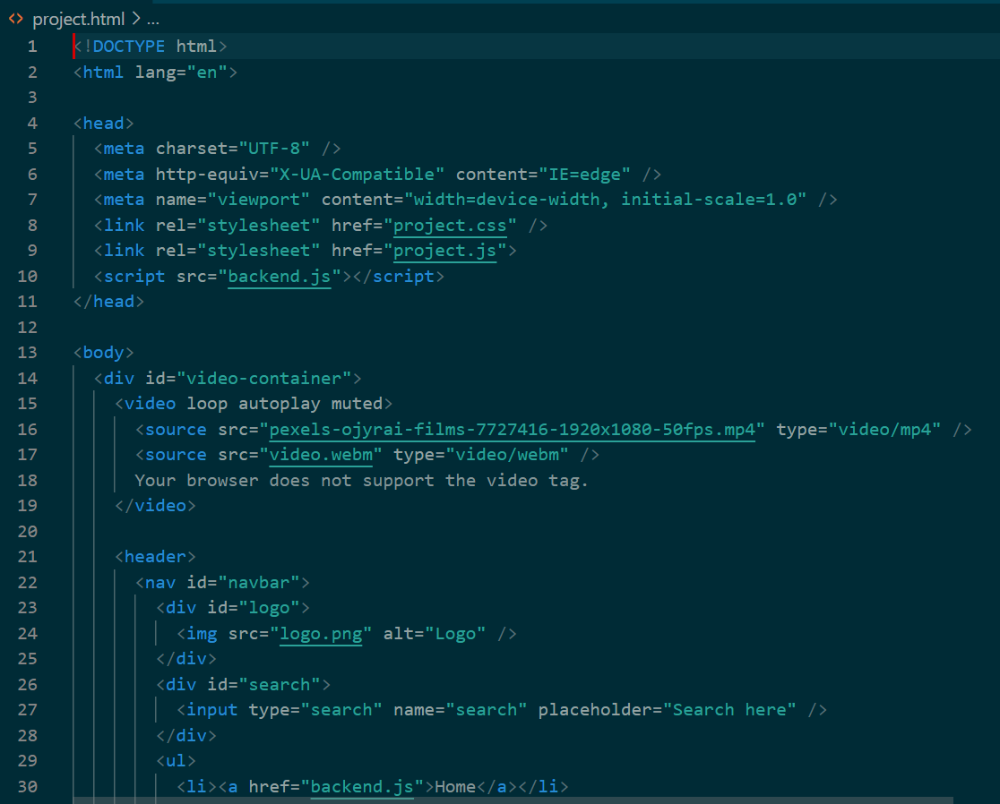 <> project.html > ...
1 <!DOCTYPE html>
2 <html lang="en">
3
4 <head>
5   <meta charset="UTF-8" />
6   <meta http-equiv="X-UA-Compatible" content="IE=edge" />
7   <meta name="viewport" content="width=device-width, initial-scale=1.0" />
8   <link rel="stylesheet" href="project.css" />
9   <link rel="stylesheet" href="project.js">
10   <script src="backend.js"></script>
11 </head>
12
13 <body>
14   <div id="video-container">
15     <video loop autoplay muted>
16       <source src="pexels-ojyrai-films-7727416-1920x1080-50fps.mp4" type="video/mp4" />
17       <source src="video.webm" type="video/webm" />
18       Your browser does not support the video tag.
19     </video>
20
21     <header>
22       <nav id="navbar">
23         <div id="logo">
24           <img src="logo.png" alt="Logo" />
25         </div>
26         <div id="search">
27           <input type="search" name="search" placeholder="Search here" />
28         </div>
29         <ul>
30           <li><a href="backend.js">Home</a></li>